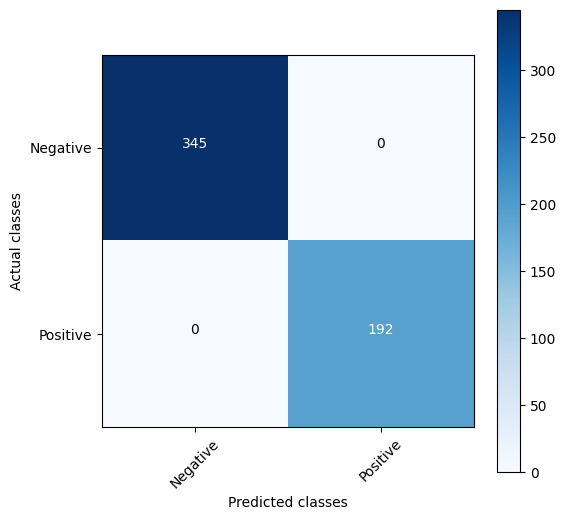 345
0
0
192
Negative
Positive
Actual classes
Negative
Positive
Predicted classes
300
250
200
150
100
50
0